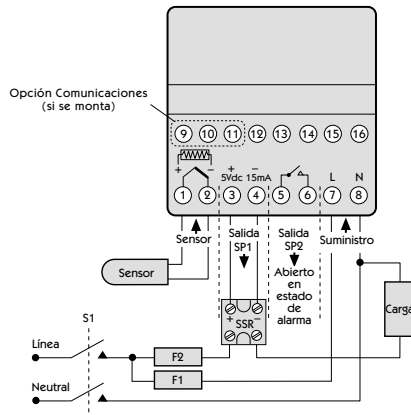 Opción Comunicaciones
(si se monta)
9 10 11 12 13 14 15 16
+ - + - L N
5Vdc 15mA
1 2 3 4 5 6 7 8
Sensor
Salida
SP1
Salida
SP2
Suministro
Abierto
en
estado
de
alarma
Sensor
+ SSR -
Carga
S1
Línea
F2
F1
Neutral